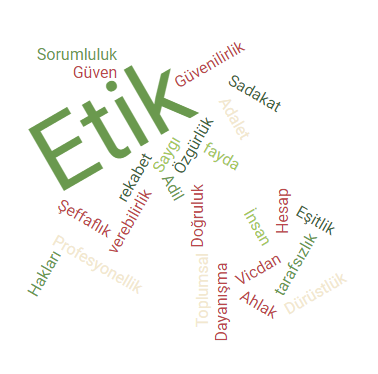 Sorumluluk
Güven
Güvenilirlik
Sadakat
Etik
Adalet
Saygı
Özgürlük
fayda
rekabet
Adil
Şeffaflık
verebilirlik
Doğruluk
Hesap
İnsan
Eşitlik
Profesyonellik
Hakları
Toplumsal
Dayanışma
Vicdan
tarafsızlık
Ahlak
Dürüstlük